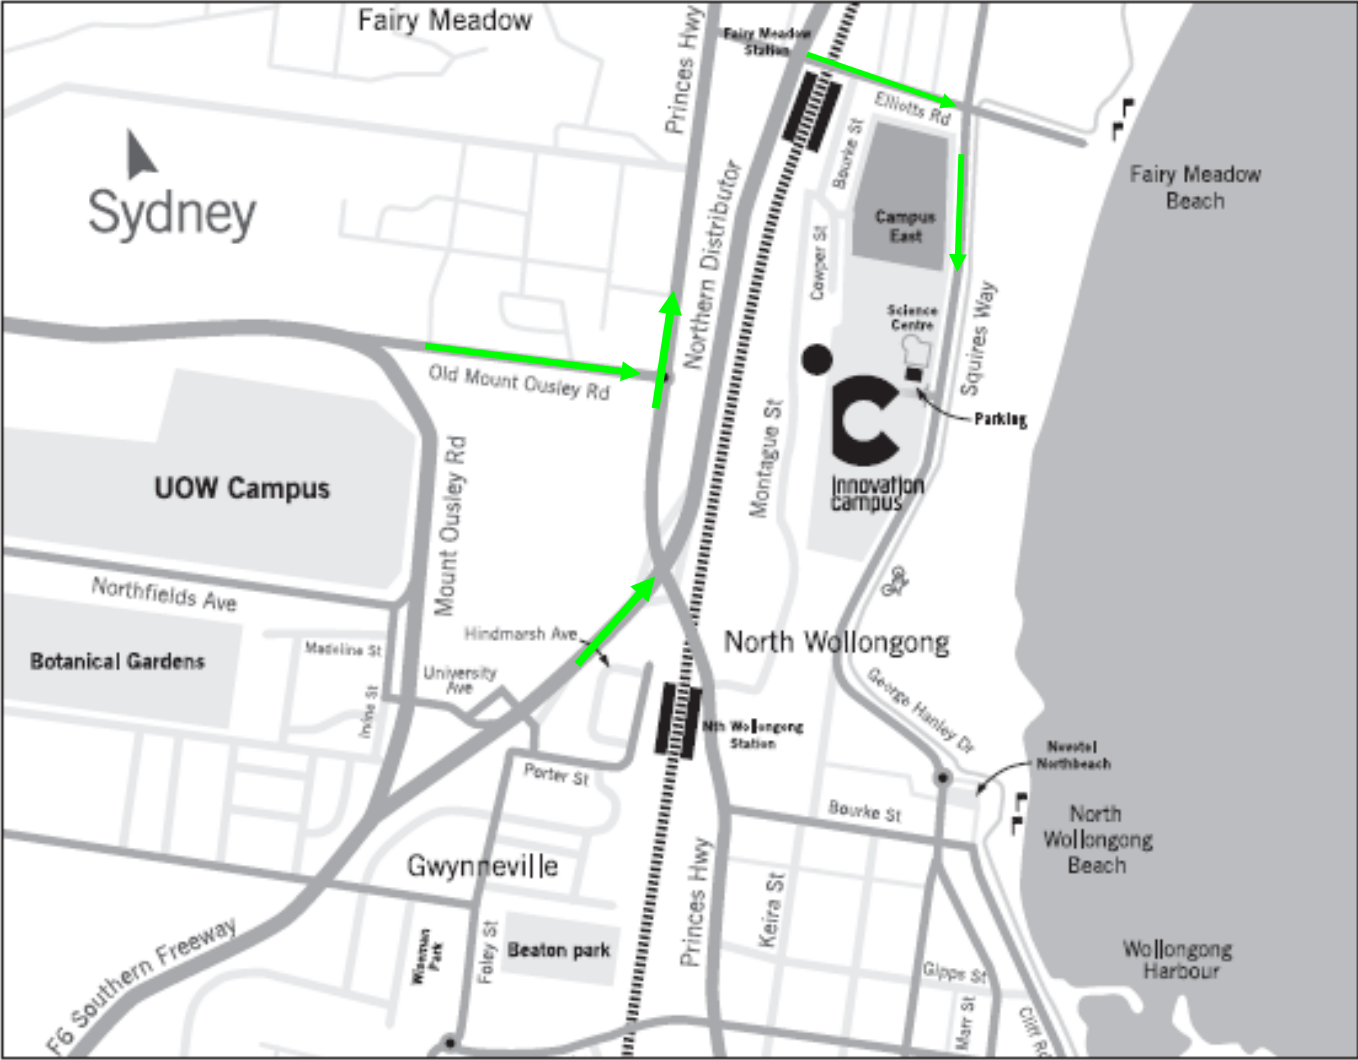 Fairy Meadow
Princes Hwy
Fairy Meadow
Station
Elliotts Rd
Bourke St
Sydney
Northern Distributor
Campus
East
Fairy Meadow
Beach
Cowper St
Science
Centre
Squires Way
Old Mount Ousley Rd
Parking
Montague St
innovation
campus
UOW Campus
Mount Ousley Rd
Northfields Ave
Hindmarsh Ave
North Wollongong
Botanical Gardens
Madeline St
University
Ave
Irvine St
George Hanley Dr
Nth Wollongong
Station
Novotel
Northbeach
Porter St
Bourke St
North
Wollongong
Beach
Gwynneville
Princes Hwy
Keira St
F6 Southern Freeway
Wiseman
Park
Foley St
Beaton park
Gipps St
Wollongong
Harbour
Marr St
Cliff Rd